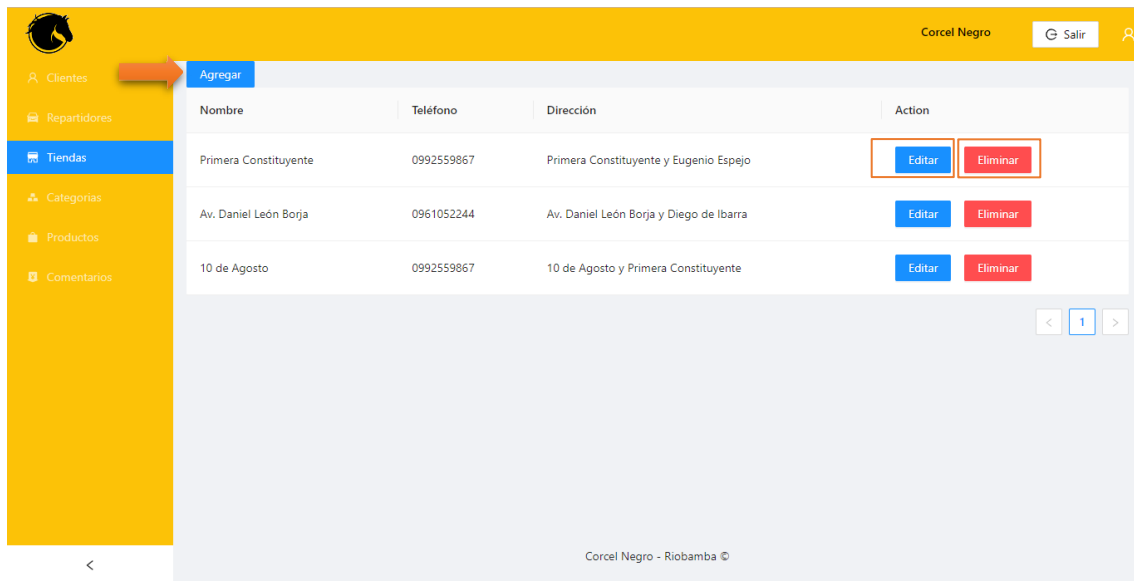 Corcel Negro Salir
Clientes
Agregar
Repartidores
Tiendas
Categorias
Productos
Comentarios
Nombre Teléfono Dirección Action
Primera Constituyente 0992559867 Primera Constituyente y Eugenio Espejo Editar Eliminar
Av. Daniel León Borja 0961052244 Av. Daniel León Borja y Diego de Ibarra Editar Eliminar
10 de Agosto 0992559867 10 de Agosto y Primera Constituyente Editar Eliminar
< 1 >
<
Corcel Negro - Riobamba ©